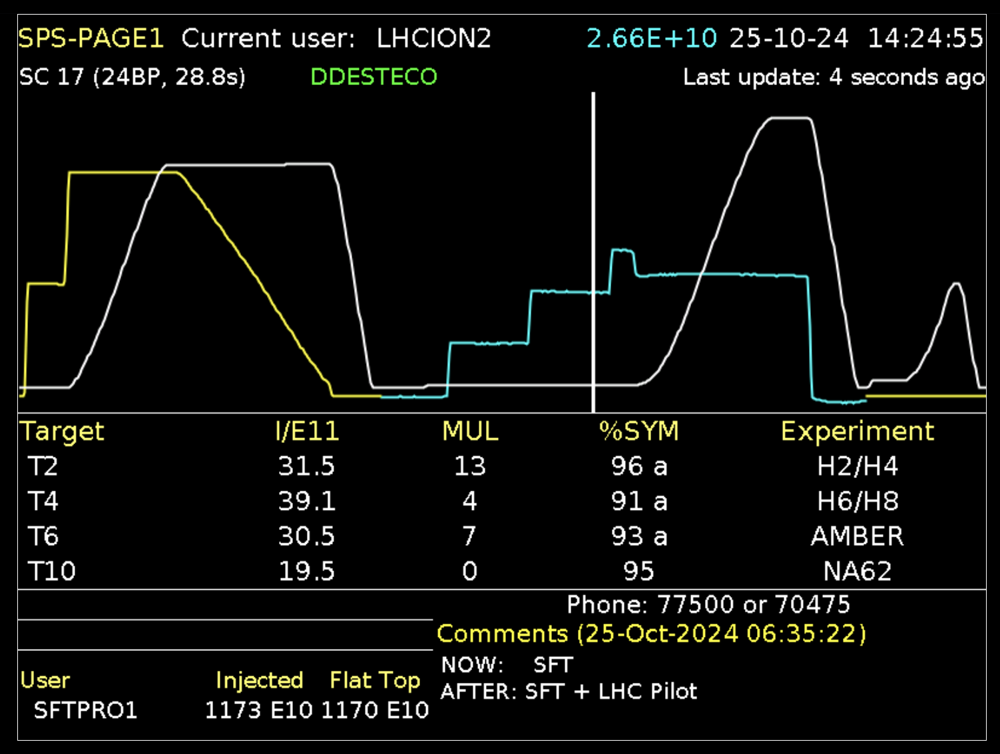 SPS-PAGE1 Current user: LHCION2 2.66E+10 25-10-24 14:24:55
SC 17 (24BP, 28.8s) DDESTECO Last update: 4 seconds ago
Target I/E11 MUL %SYM Experiment
T2 31.5 13 96 a H2/H4
T4 39.1 4 91 a H6/H8
T6 30.5 7 93 a AMBER
T10 19.5 0 95 NA62
Phone: 77500 or 70475
Comments (25-Oct-2024 06:35:22)
NOW: SFT
AFTER: SFT + LHC Pilot
User Injected Flat Top
SFTPRO1 1173 E10 1170 E10